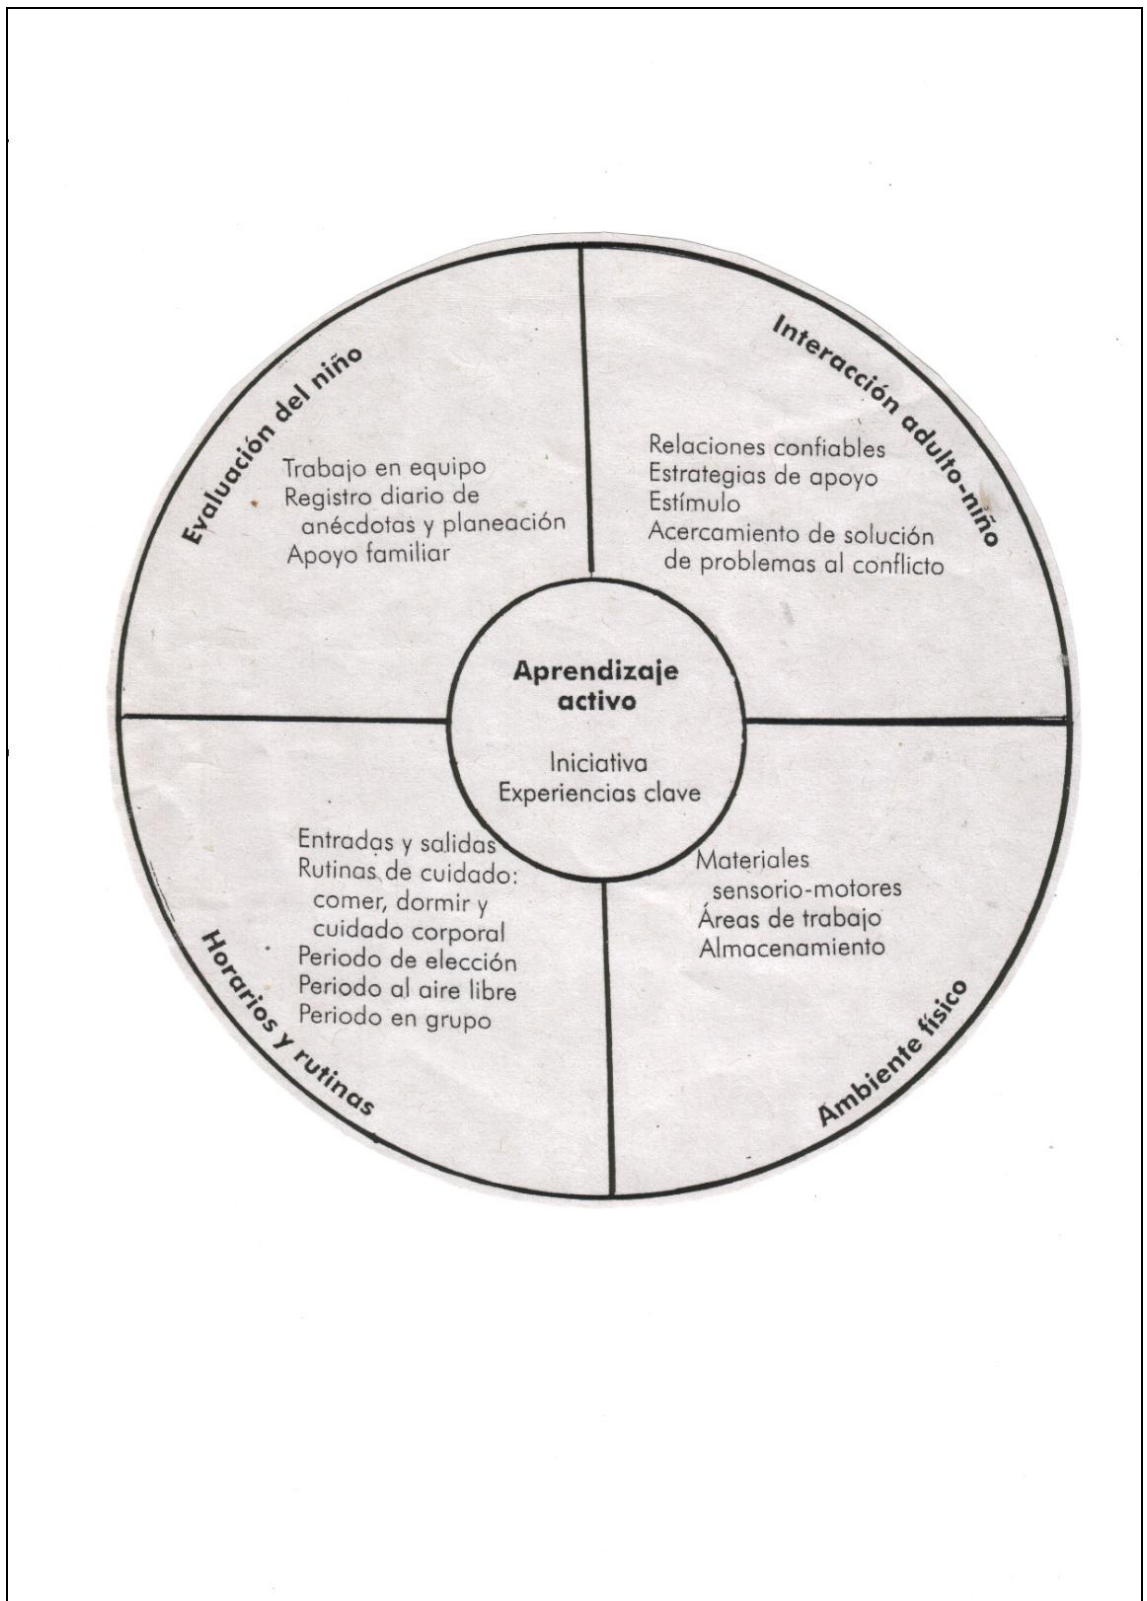 Evaluación del niño
Trabajo en equipo
Registro diario de
anécdotas y planeación
Apoyo familiar
Interacción adulto-niño
Relaciones confiables
Estrategias de apoyo
Estímulo
Acercamiento de solución
de problemas al conflicto
Aprendizaje
activo
Iniciativa
Experiencias clave
Horarios y rutinas
Entradas y salidas
Rutinas de cuidado:
comer, dormir y
cuidado corporal
Periodo de elección
Periodo al aire libre
Periodo en grupo
Ambiente físico
Materiales
sensorio-motores
Áreas de trabajo
Almacenamiento